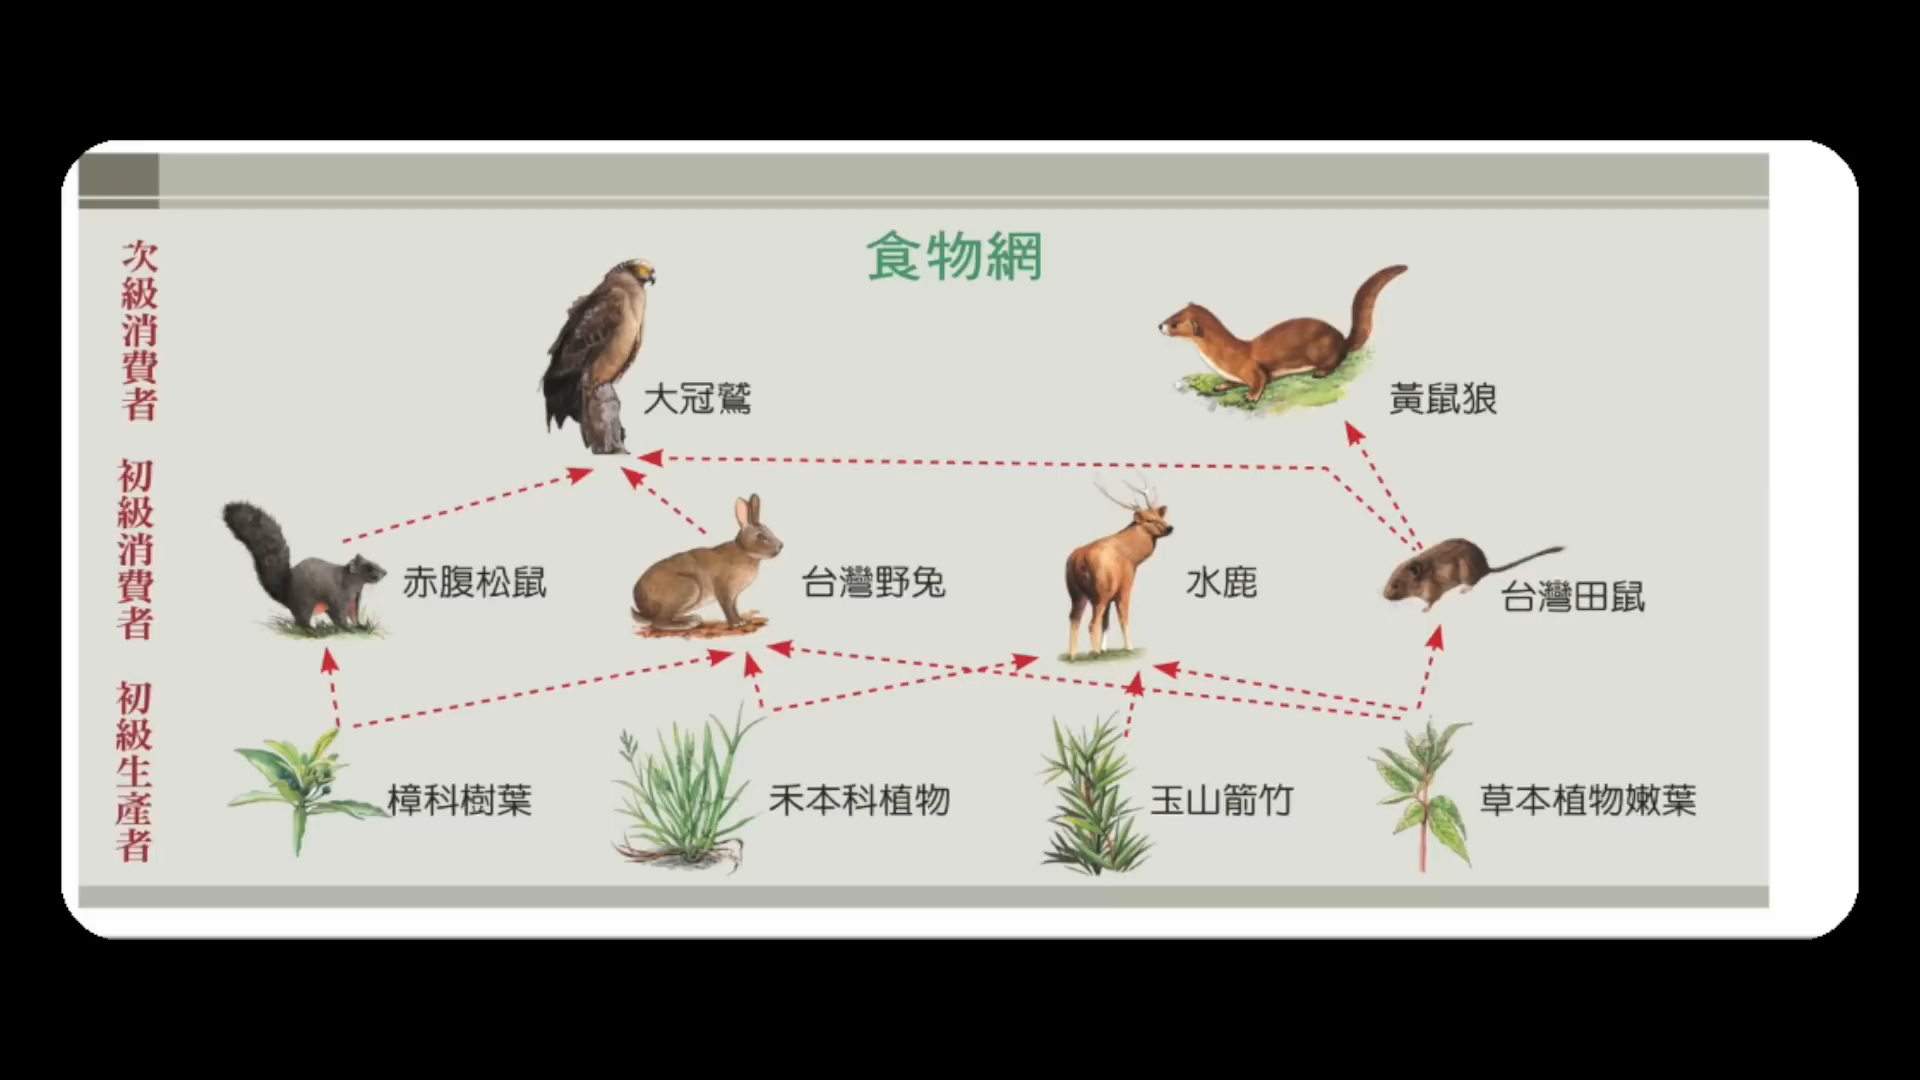 食物網
次級消費者
大冠鷲
黃鼠狼
初級消費者
赤腹松鼠
台灣野兔
水鹿
台灣田鼠
初級生產者
樟科樹葉
禾本科植物
玉山箭竹
草本植物嫩葉